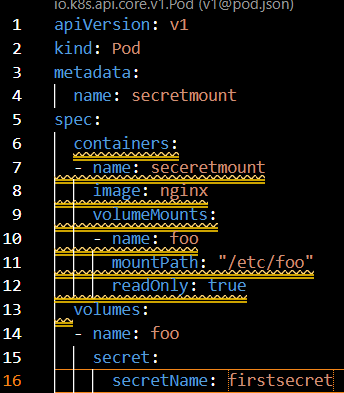 io.k8s.api.core.v1.Pod (v1@pod.json)
1 apiVersion: v1
2 kind: Pod
3 metadata:
4   name: secretmount
5 spec:
6   containers:
7   - name: seceretmount
8     image: nginx
9     volumeMounts:
10     - name: foo
11       mountPath: "/etc/foo"
12       readOnly: true
13   volumes:
14   - name: foo
15     secret:
16       secretName: firstsecret